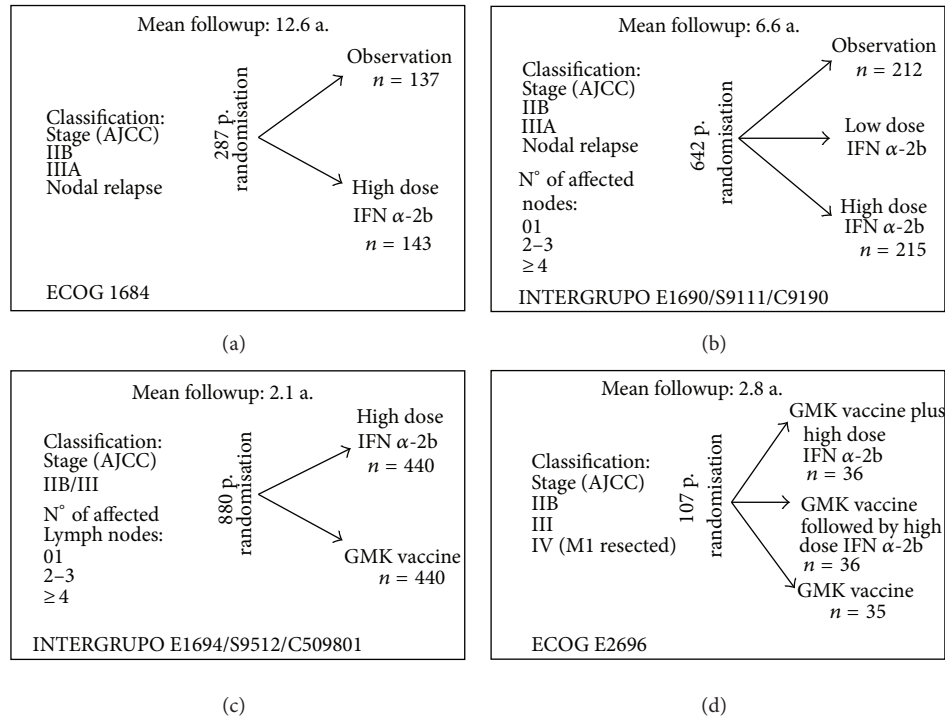 Mean followup: 12.6 a.
Classification:
Stage (AJCC)
IIB
IIIA
Nodal relapse
287 p.
randomisation
Observation
n = 137
High dose
IFN α-2b
n = 143
ECOG 1684
(a)
Mean followup: 6.6 a.
Classification:
Stage (AJCC)
IIB
IIIA
Nodal relapse
N° of affected
nodes:
01
2–3
≥ 4
642 p.
randomisation
Observation
n = 212
Low dose
IFN α-2b
High dose
IFN α-2b
n = 215
INTERGRUPO E1690/S9111/C9190
(b)
Mean followup: 2.1 a.
Classification:
Stage (AJCC)
IIB/III
N° of affected
Lymph nodes:
01
2–3
≥ 4
880 p.
randomisation
High dose
IFN α-2b
n = 440
GMK vaccine
n = 440
INTERGRUPO E1694/S9512/C509801
(c)
Mean followup: 2.8 a.
Classification:
Stage (AJCC)
IIB
III
IV (M1 resected)
107 p.
randomisation
GMK vaccine plus
high dose
IFN α-2b
n = 36
GMK vaccine
followed by high
dose IFN α-2b
n = 36
GMK vaccine
n = 35
ECOG E2696
(d)